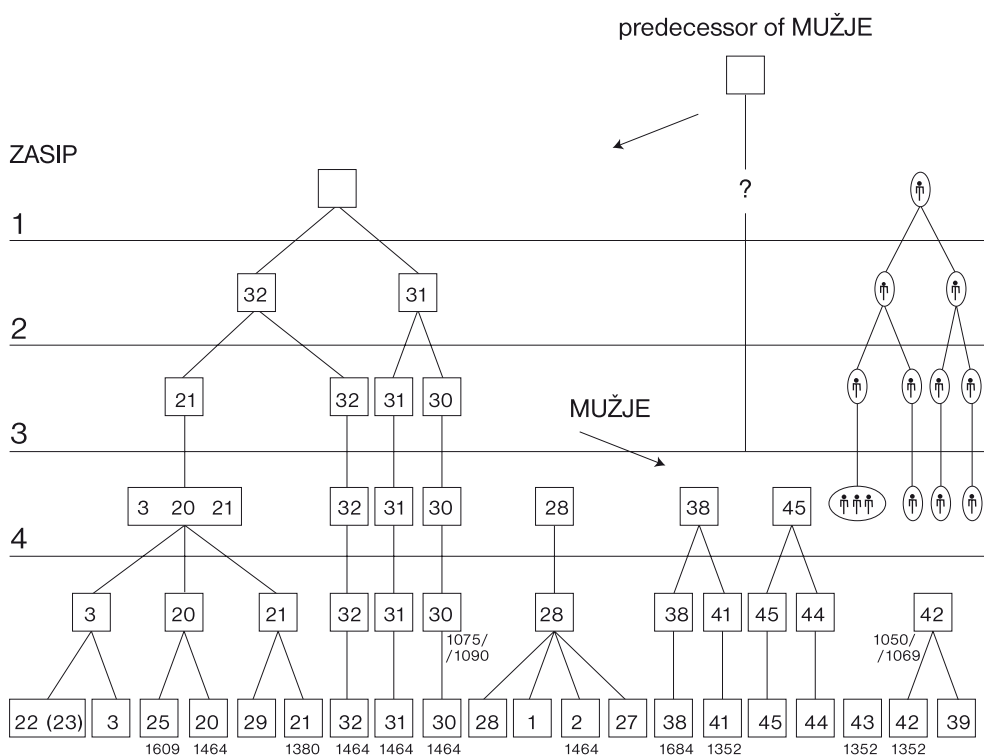 predecessor of MUŽJE
ZASIP
?
1
32 31
2
21 32 31 30
MUŽJE
3
3 20 21 32 31 30 28 38 45
4
3 20 21 32 31 30 28 38 41 45 44 42
1075/ 1050/
/1090 /1069
22 (23) 3 25 20 29 21 32 31 30 28 1 2 27 38 41 45 44 43 42 39
1609 1464 1380 1464 1464 1464 1464 1684 1352 1352 1352